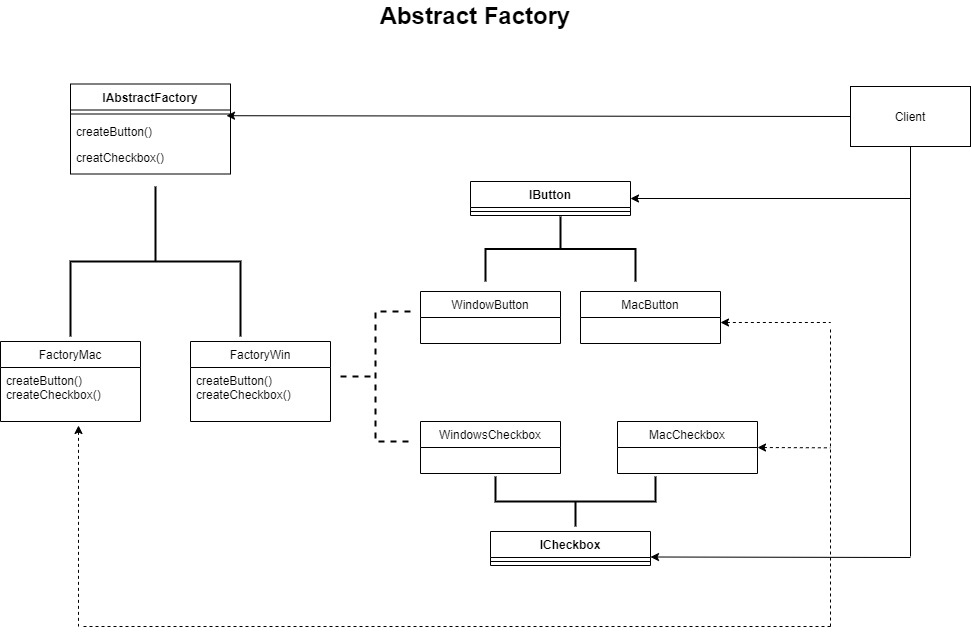 Abstract Factory
IAbstractFactory
createButton()
creatCheckbox()
Client
IButton
WindowButton
MacButton
FactoryMac
createButton()
createCheckbox()
FactoryWin
createButton()
createCheckbox()
WindowsCheckbox
MacCheckbox
ICheckbox